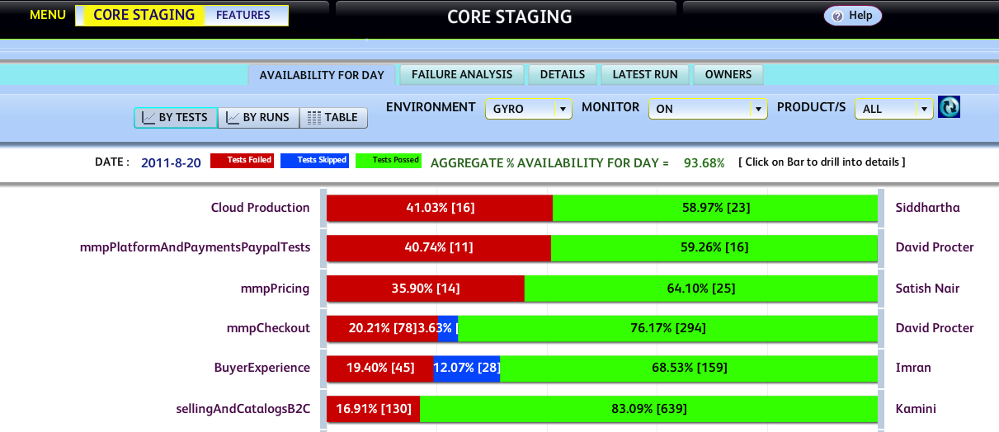 MENU CORE STAGING FEATURES CORE STAGING Help
AVAILABILITY FOR DAY FAILURE ANALYSIS DETAILS LATEST RUN OWNERS
BY TESTS BY RUNS TABLE ENVIRONMENT GYRO MONITOR ON PRODUCT/S ALL
DATE : 2011-8-20 Tests Failed Tests Skipped Tests Passed AGGREGATE % AVAILABILITY FOR DAY = 93.68% [ Click on Bar to drill into details ]
Cloud Production 41.03% [16] 58.97% [23] Siddhartha
mmpPlatformAndPaymentsPaypalTests 40.74% [11] 59.26% [16] David Procter
mmpPricing 35.90% [14] 64.10% [25] Satish Nair
mmpCheckout 20.21% [78] 3.63% [ 76.17% [294] David Procter
BuyerExperience 19.40% [45] 12.07% [28] 68.53% [159] Imran
sellingAndCatalogsB2C 16.91% [130] 83.09% [639] Kamini